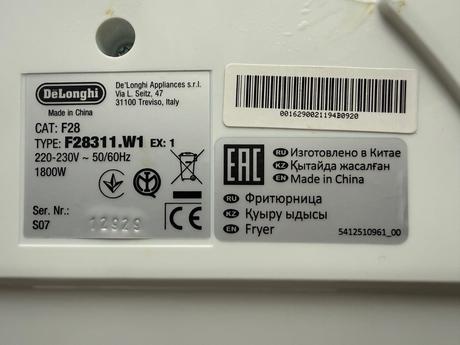 DeLonghi
De'Longhi Appliances s.r.l.
Via L. Seitz, 47
31100 Treviso, Italy
Made in China
CAT: F28
TYPE: F28311.W1 EX: 1
220-230V ~ 50/60Hz
1800W
Ser. Nr.:
S07 12929
CE
0016290021194B0920
EAC
RU Изготовлено в Китае
KZ Қытайда жасалған
EN Made in China
RU Фритюрница
KZ Қуыру ыдысы
EN Fryer
5412510961_00